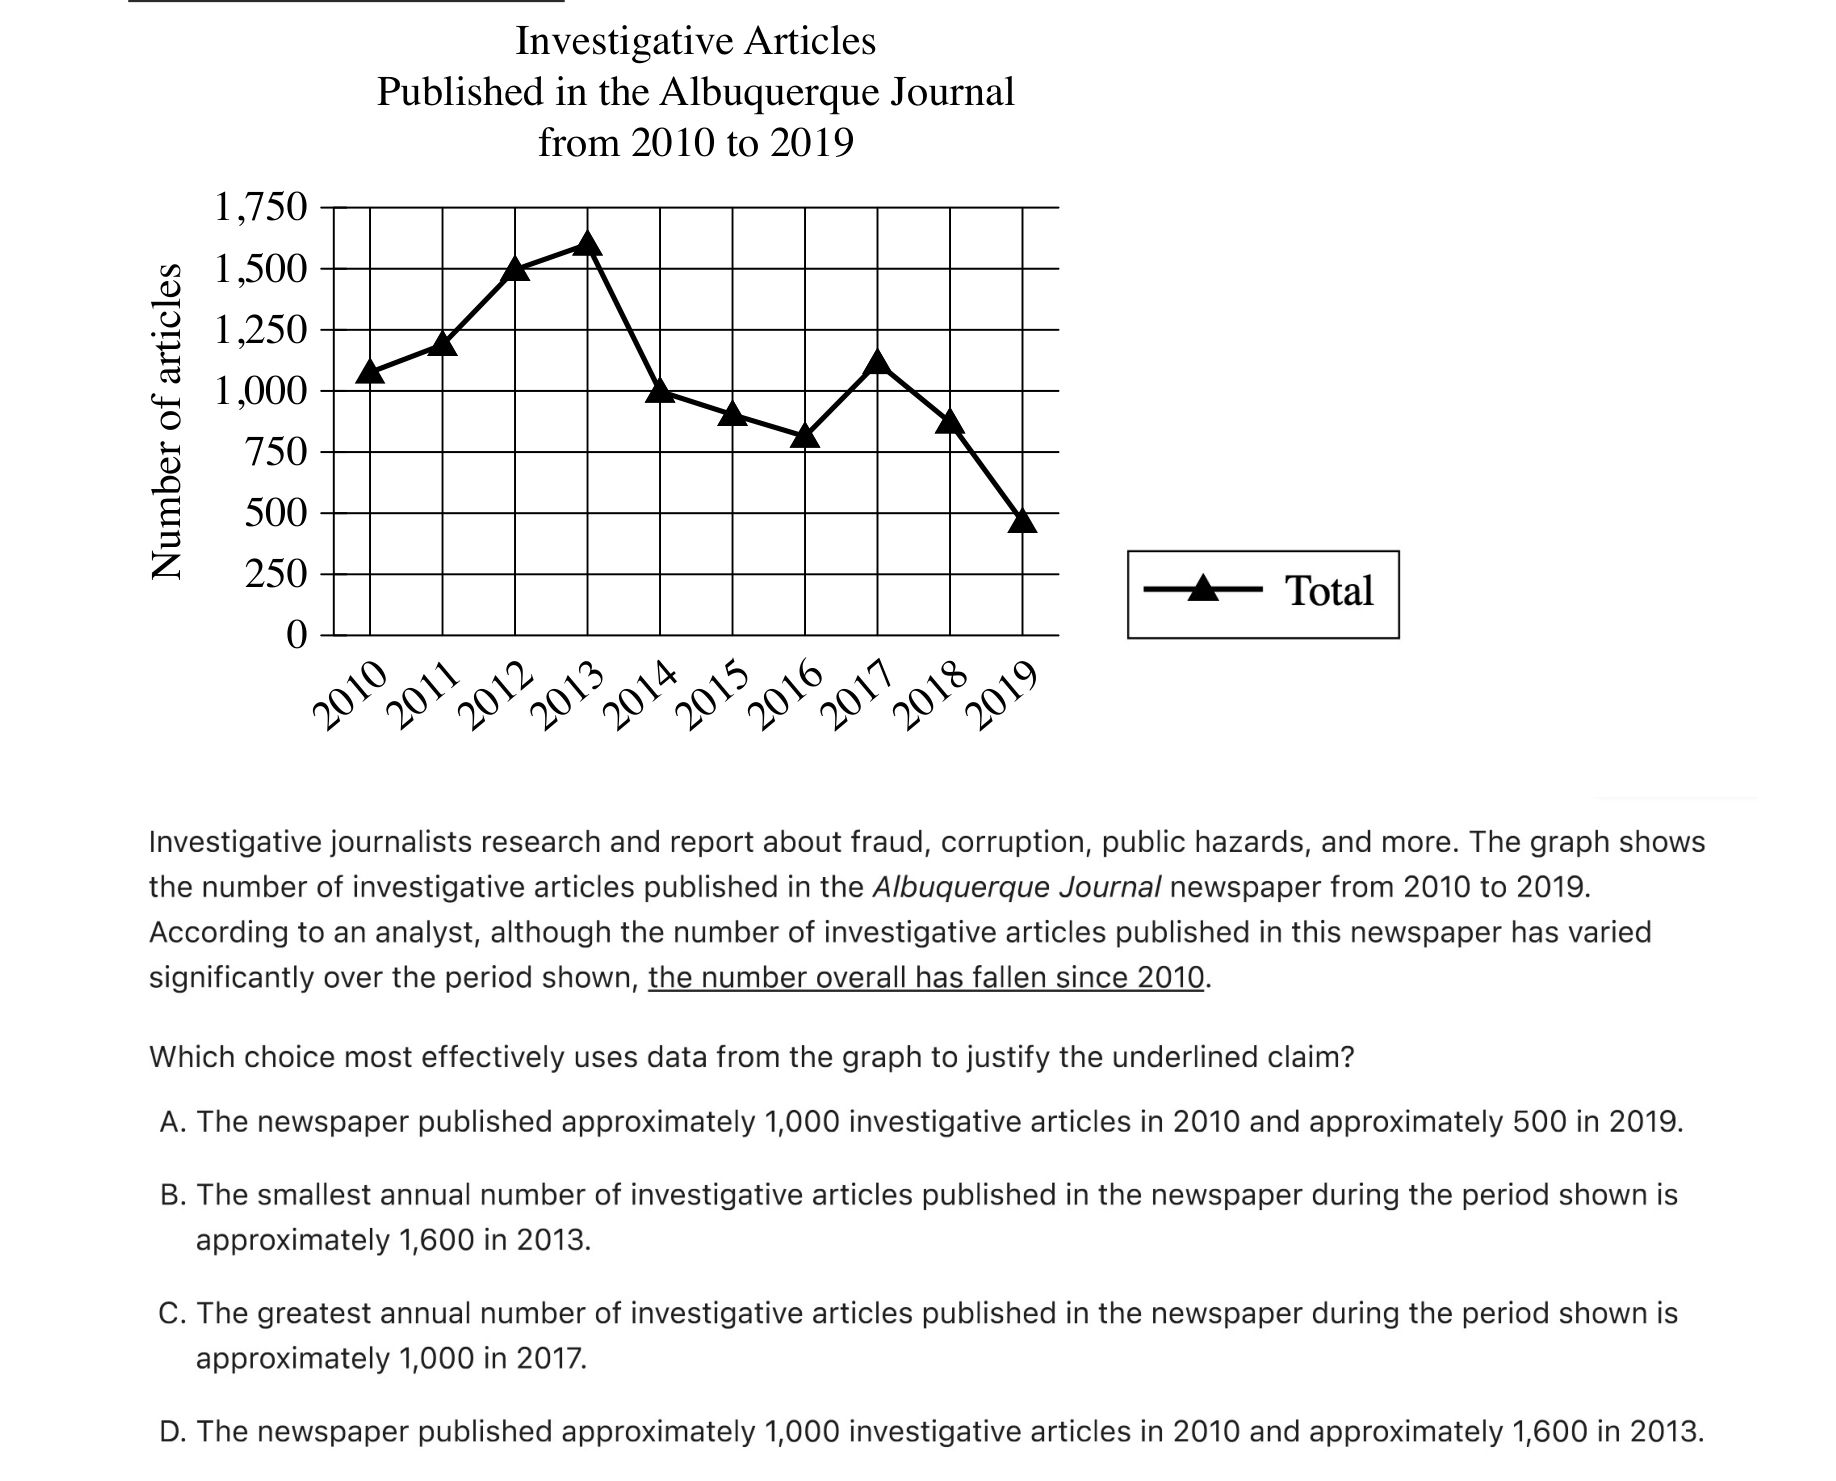 Investigative Articles
Published in the Albuquerque Journal
from 2010 to 2019
Number of articles
1,750
1,500
1,250
1,000
750
500
250
0
2010
2011
2012
2013
2014
2015
2016
2017
2018
2019
Total
Investigative journalists research and report about fraud, corruption, public hazards, and more. The graph shows
the number of investigative articles published in the Albuquerque Journal newspaper from 2010 to 2019.
According to an analyst, although the number of investigative articles published in this newspaper has varied
significantly over the period shown, the number overall has fallen since 2010.
Which choice most effectively uses data from the graph to justify the underlined claim?
A. The newspaper published approximately 1,000 investigative articles in 2010 and approximately 500 in 2019.
B. The smallest annual number of investigative articles published in the newspaper during the period shown is
approximately 1,600 in 2013.
C. The greatest annual number of investigative articles published in the newspaper during the period shown is
approximately 1,000 in 2017.
D. The newspaper published approximately 1,000 investigative articles in 2010 and approximately 1,600 in 2013.